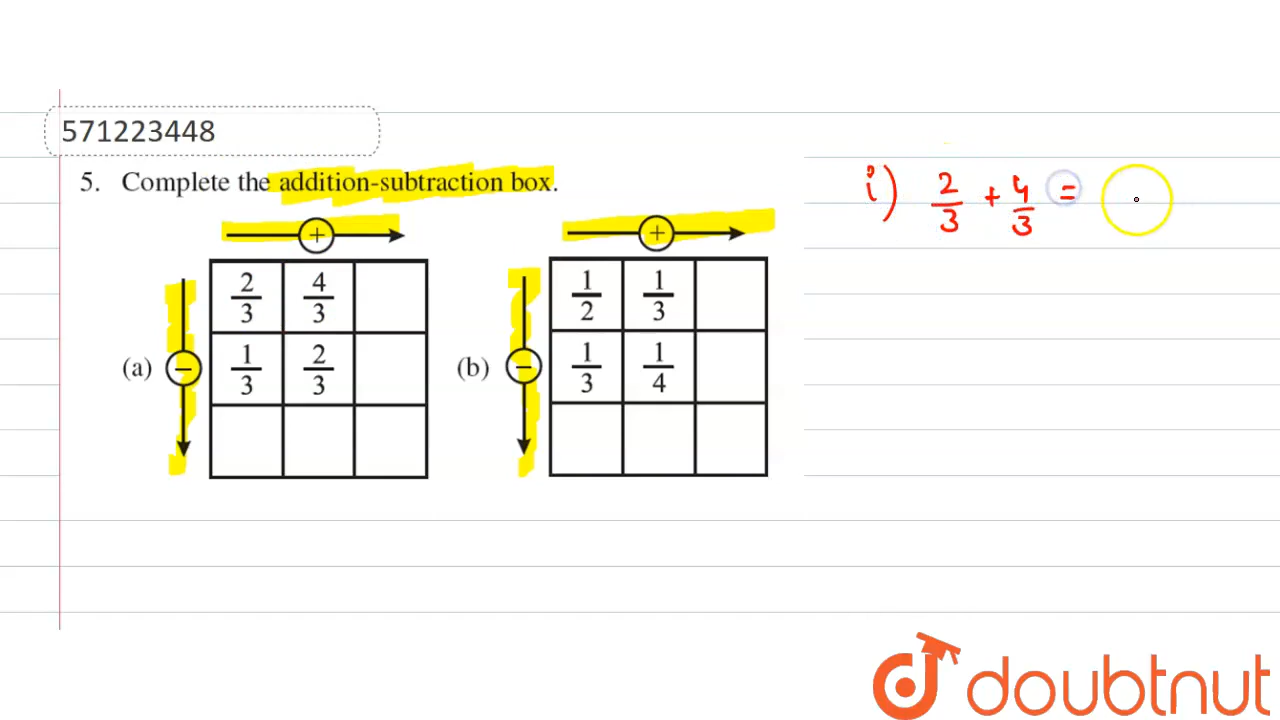 571223448
5. Complete the addition-subtraction box.
i) 2/3 + 4/3 =
+
+
2/3 4/3
1/2 1/3
(a) − 1/3 2/3
(b) − 1/3 1/4
doubtnut